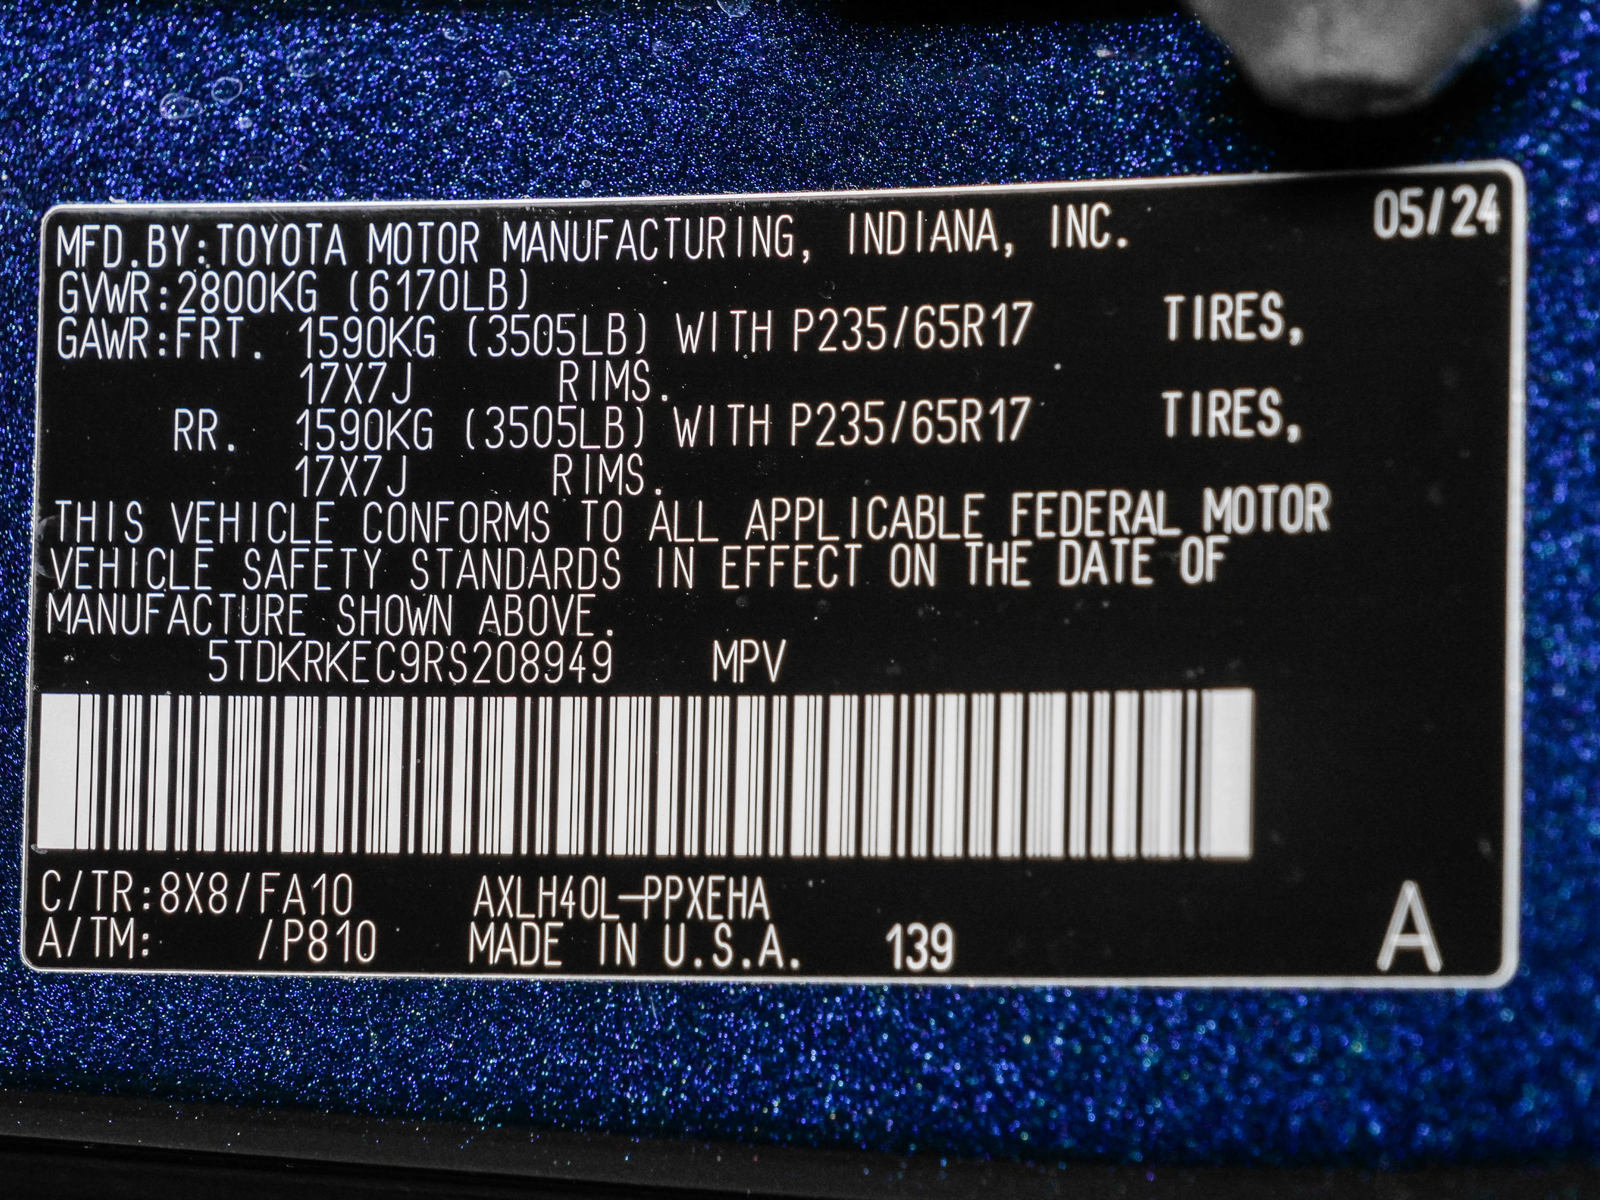 05/24
MFD.BY:TOYOTA MOTOR MANUFACTURING, INDIANA, INC.
GVWR:2800KG (6170LB)
GAWR:FRT. 1590KG (3505LB) WITH P235/65R17 TIRES,
17X7J RIMS.
RR. 1590KG (3505LB) WITH P235/65R17 TIRES,
17X7J RIMS.
THIS VEHICLE CONFORMS TO ALL APPLICABLE FEDERAL MOTOR
VEHICLE SAFETY STANDARDS IN EFFECT ON THE DATE OF
MANUFACTURE SHOWN ABOVE.
5TDKRKEC9RS208949 MPV
C/TR:8X8/FA10 AXLH40L-PPXEHA
A/TM: /P810 MADE IN U.S.A. 139
A